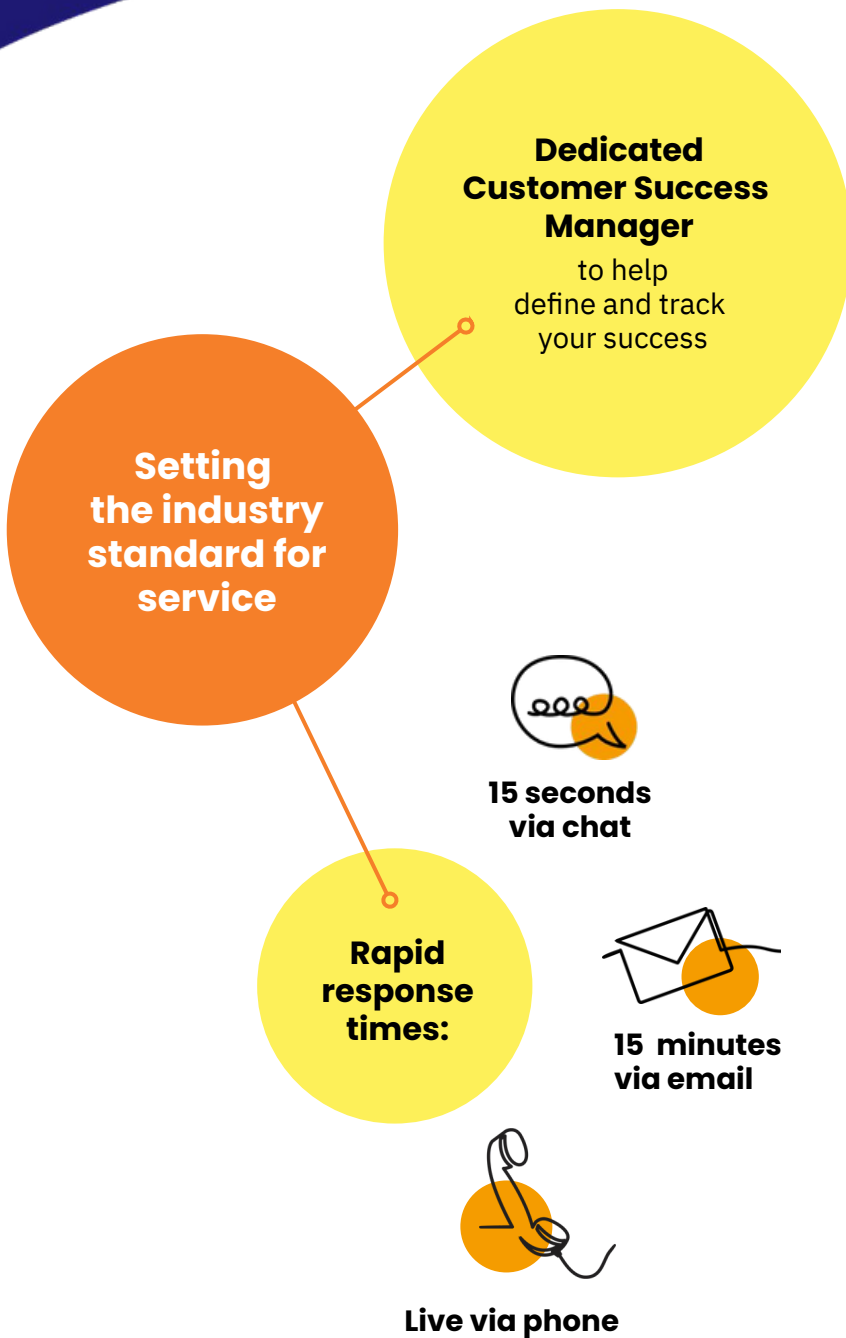 Dedicated
Customer Success
Manager
to help
define and track
your success
Setting
the industry
standard for
service
15 seconds
via chat
Rapid
response
times:
15 minutes
via email
Live via phone